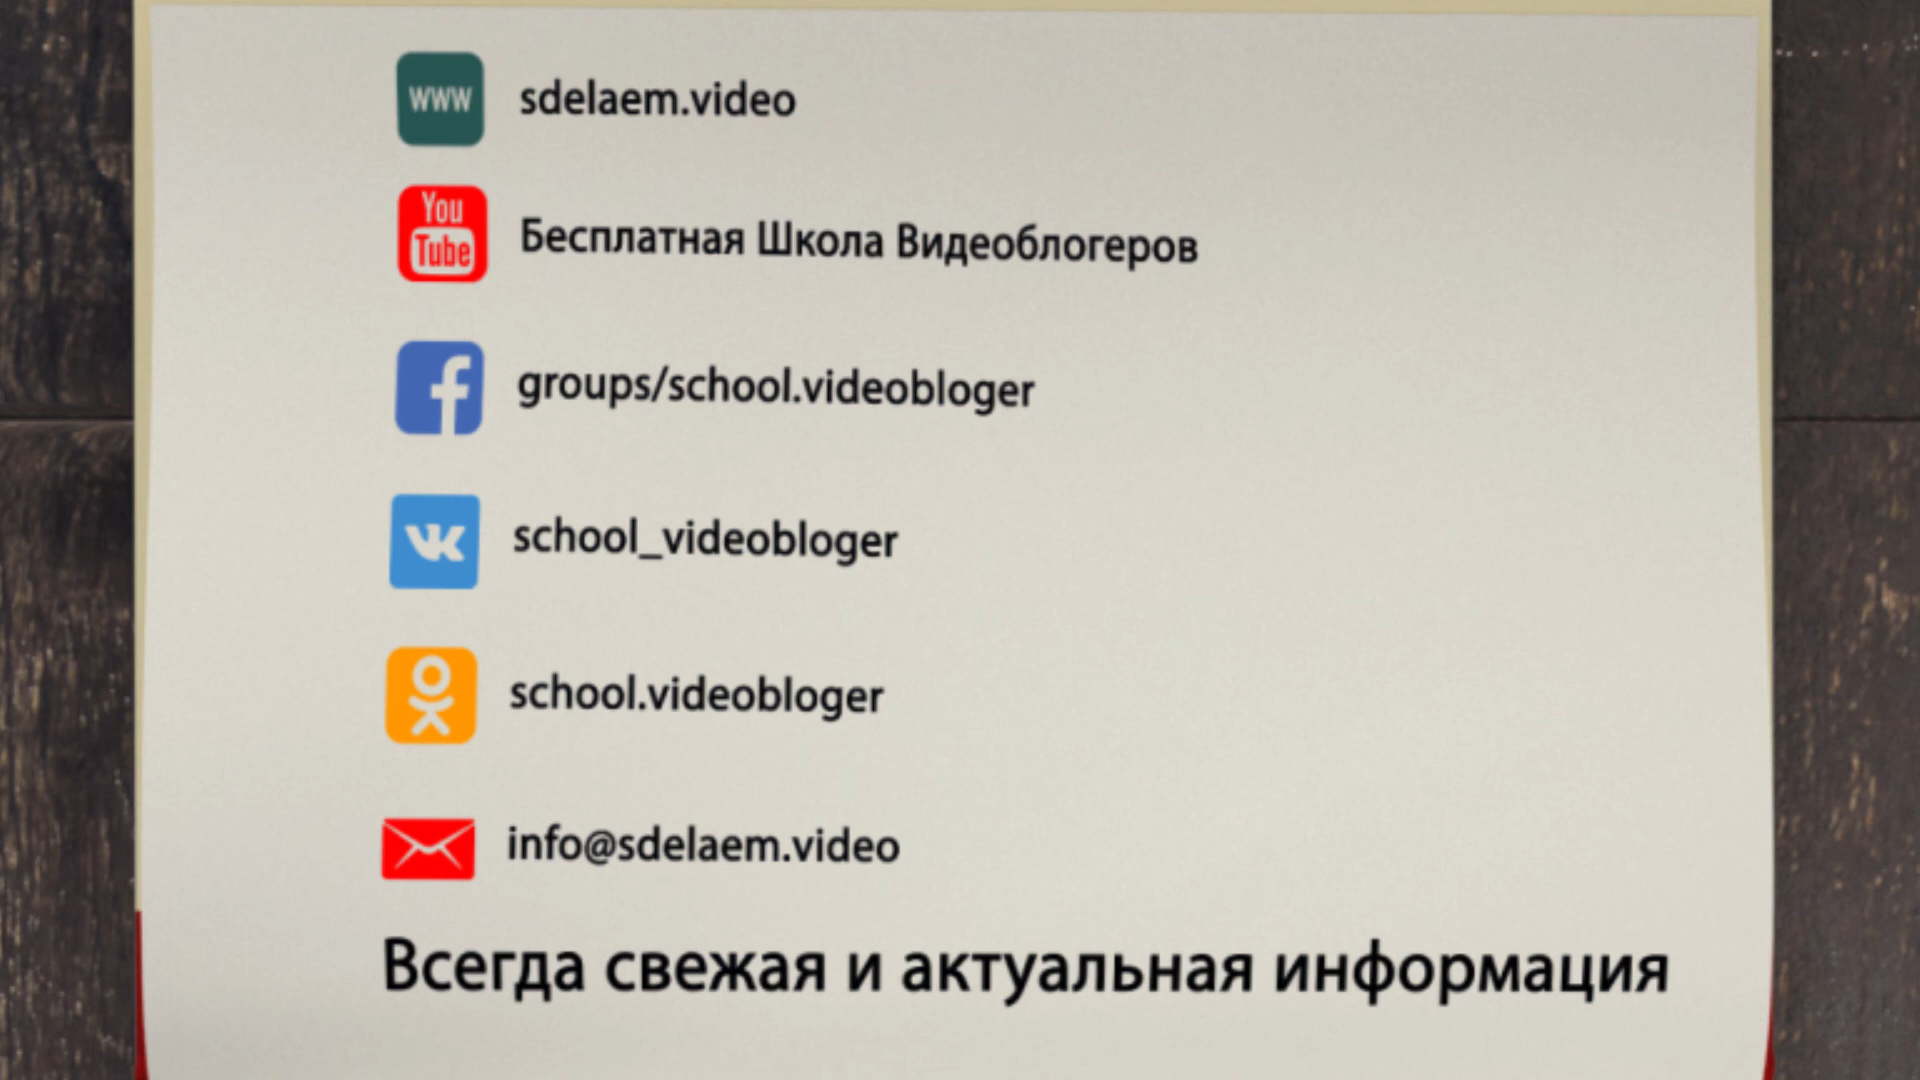 www sdelaem.video
You Tube Бесплатная Школа Видеоблогеров
f groups/school.videobloger
school_videobloger
school.videobloger
info@sdelaem.video
Всегда свежая и актуальная информация